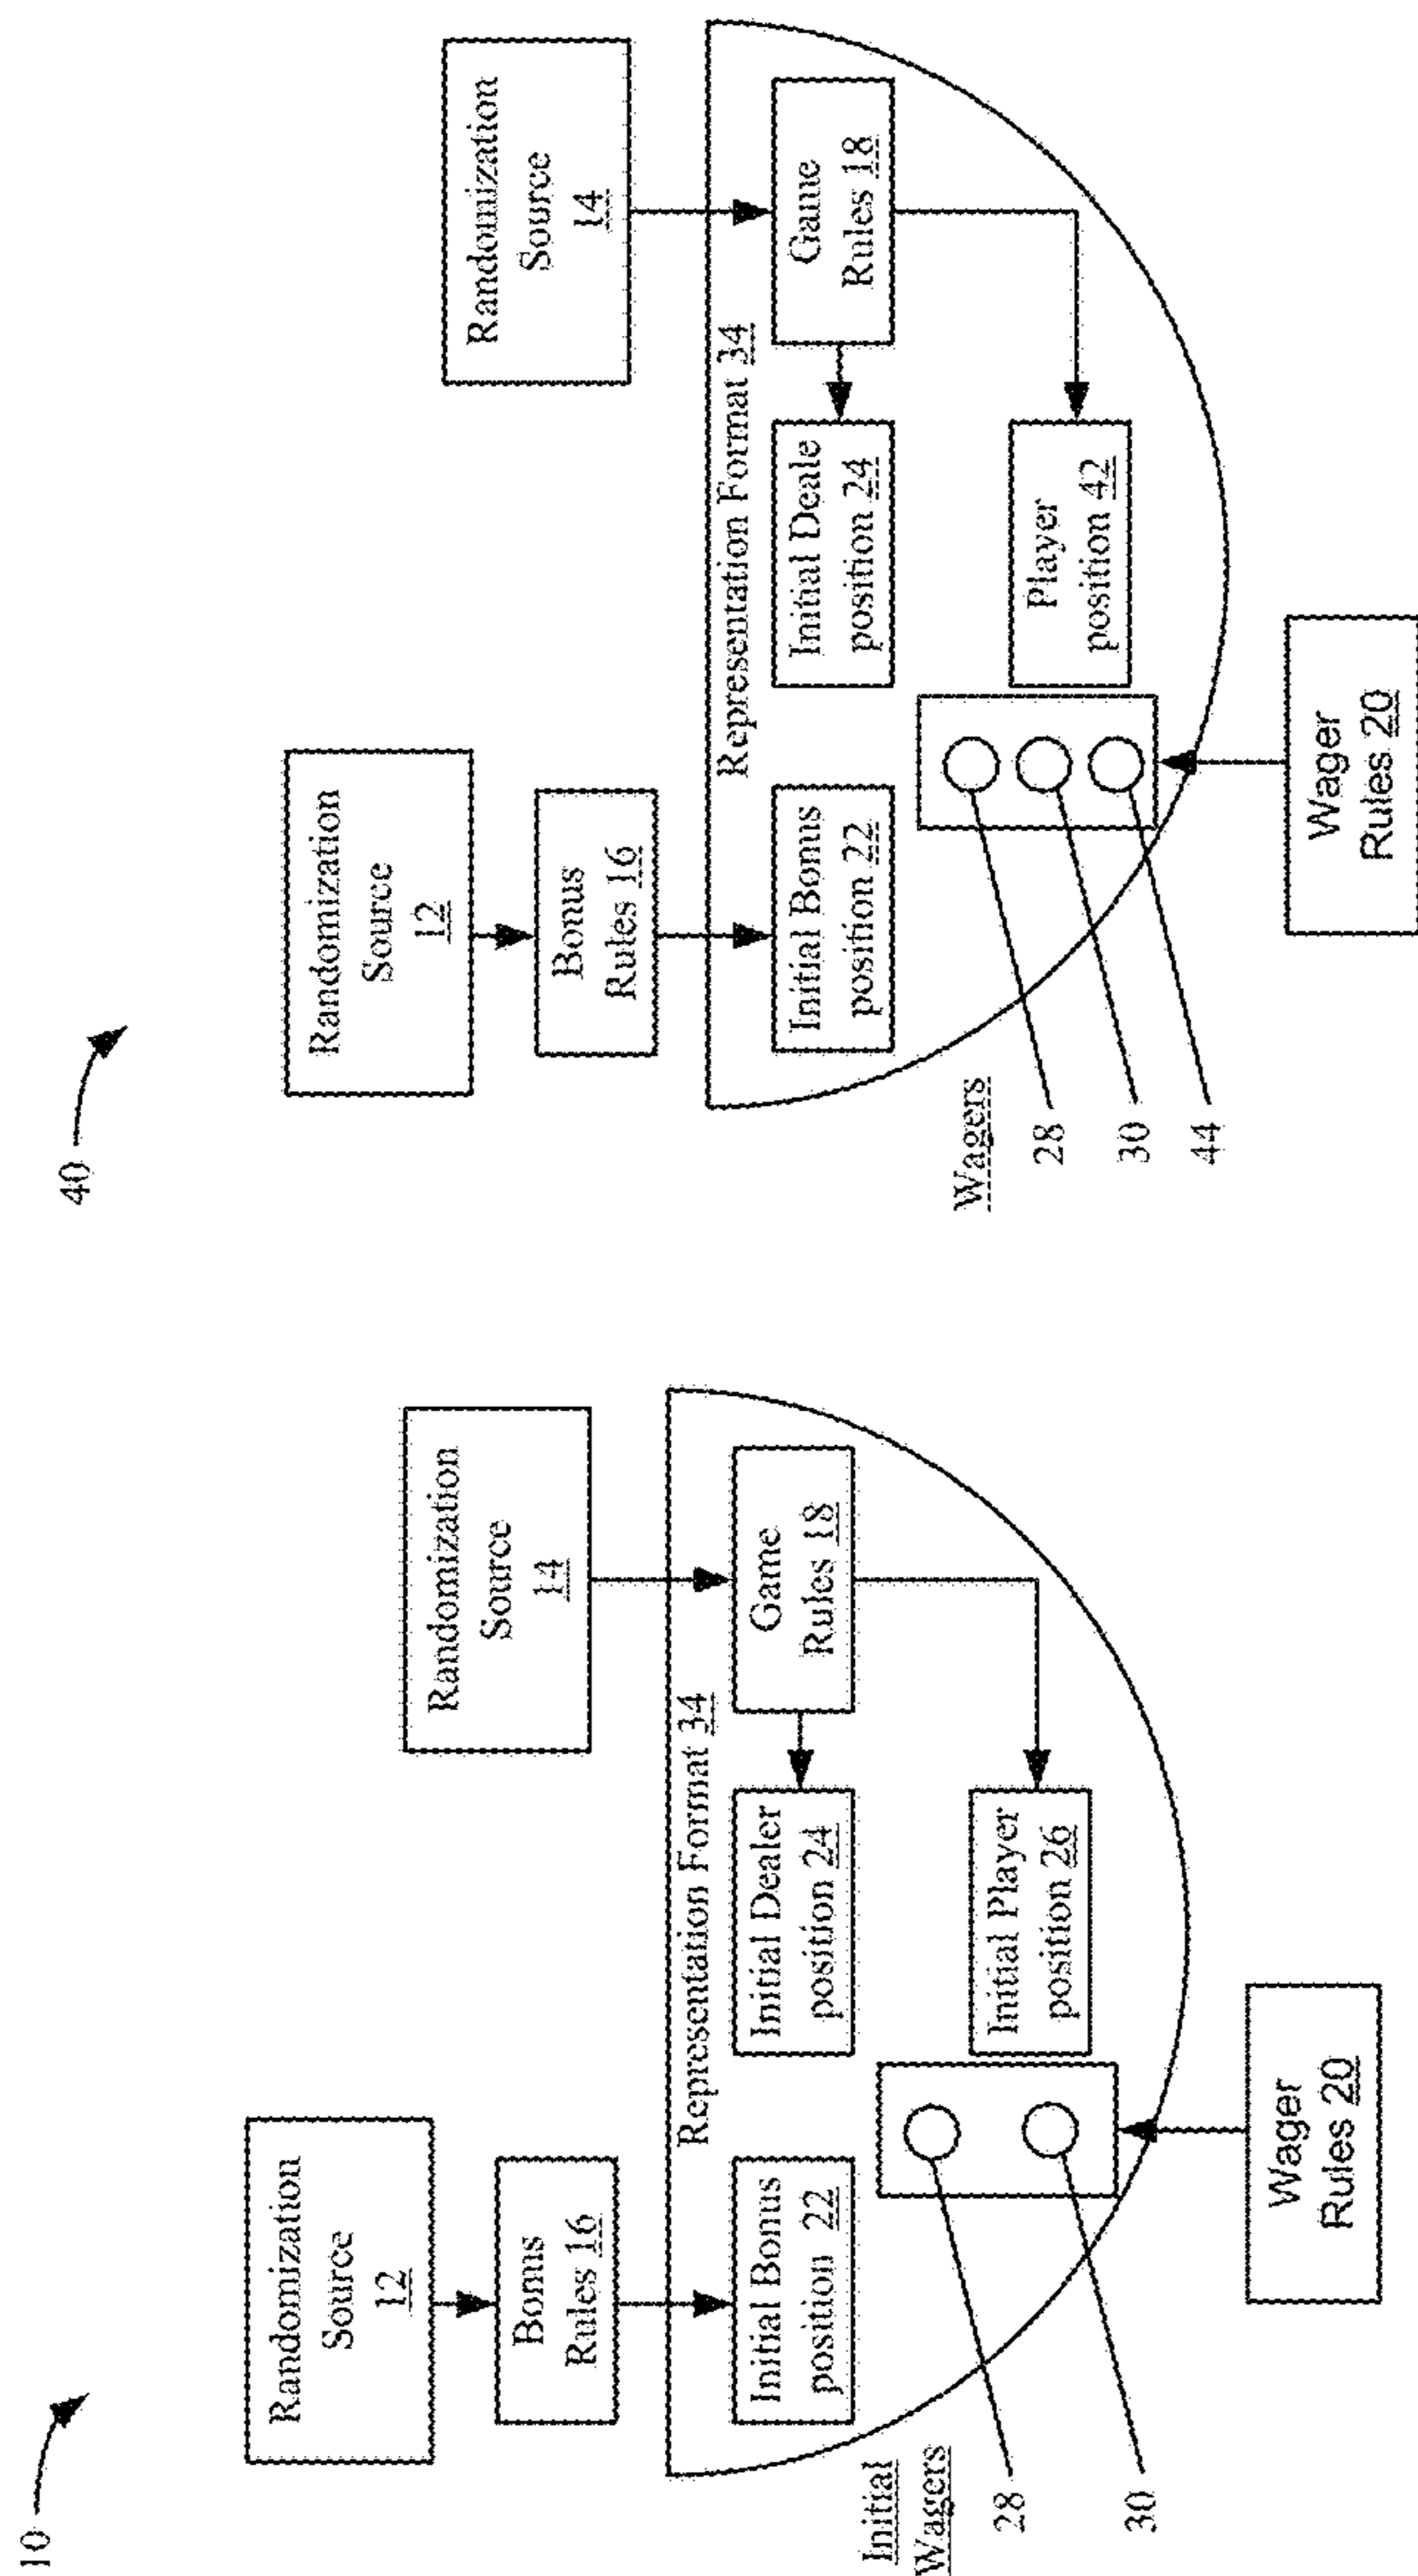 10
Randomization
Source
12
Randomization
Source
14
Bonus
Rules 16
Representation Format 34
Initial Bonus
position 22
Initial Dealer
position 24
Game
Rules 18
Initial
Wagers
28
30
Initial Player
position 26
Wager
Rules 20
40
Randomization
Source
12
Randomization
Source
14
Bonus
Rules 16
Representation Format 34
Initial Bonus
position 22
Initial Deale
position 24
Game
Rules 18
Wagers
28
30
44
Player
position 42
Wager
Rules 20